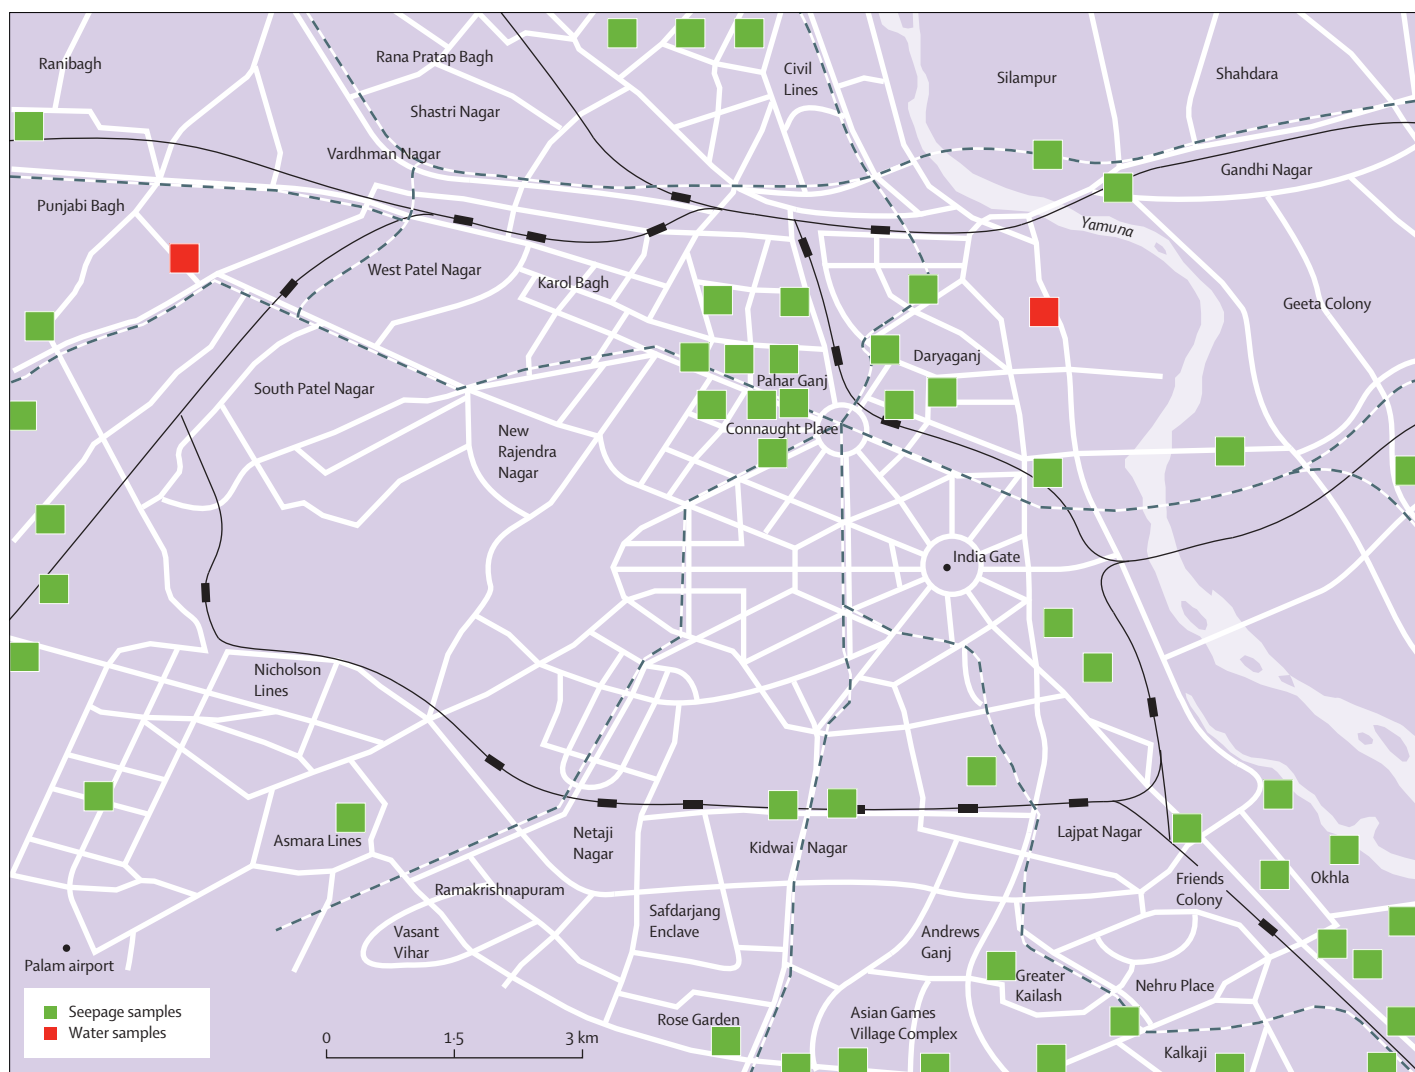 Ranibagh
Rana Pratap Bagh
Civil
Lines
Silampur
Shahdara
Shastri Nagar
Vardhman Nagar
Gandhi Nagar
Punjabi Bagh
Yamuna
West Patel Nagar
Karol Bagh
Geeta Colony
Daryaganj
South Patel Nagar
Pahar Ganj
Connaught Place
New
Rajendra
Nagar
India Gate
Nicholson
Lines
Asmara Lines
Netaji
Nagar
Kidwai Nagar
Lajpat Nagar
Friends
Colony
Okhla
Ramakrishnapuram
Safdarjang
Enclave
Vasant
Vihar
Andrews
Ganj
Palam airport
Greater
Kailash
Nehru Place
Rose Garden
Asian Games
Village Complex
Kalkaji
Seepage samples
Water samples
0 1·5 3 km